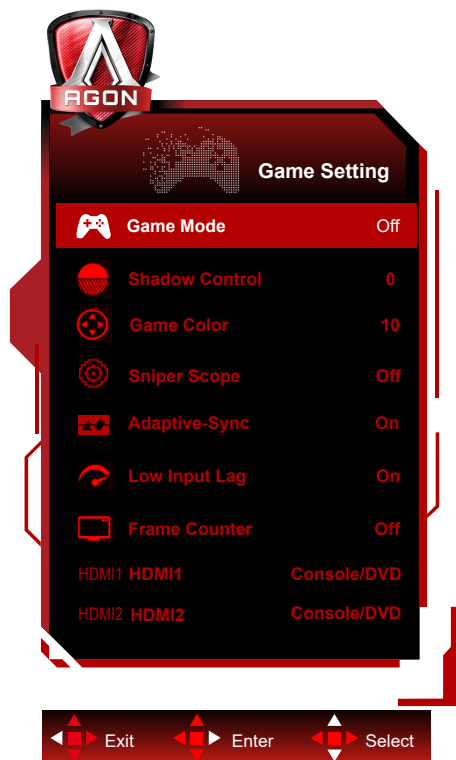 AGON
Game Setting
Game Mode Off
Shadow Control 0
Game Color 10
Sniper Scope Off
Adaptive-Sync On
Low Input Lag On
Frame Counter Off
HDMI1 HDMI1 Console/DVD
HDMI2 HDMI2 Console/DVD
Exit Enter Select